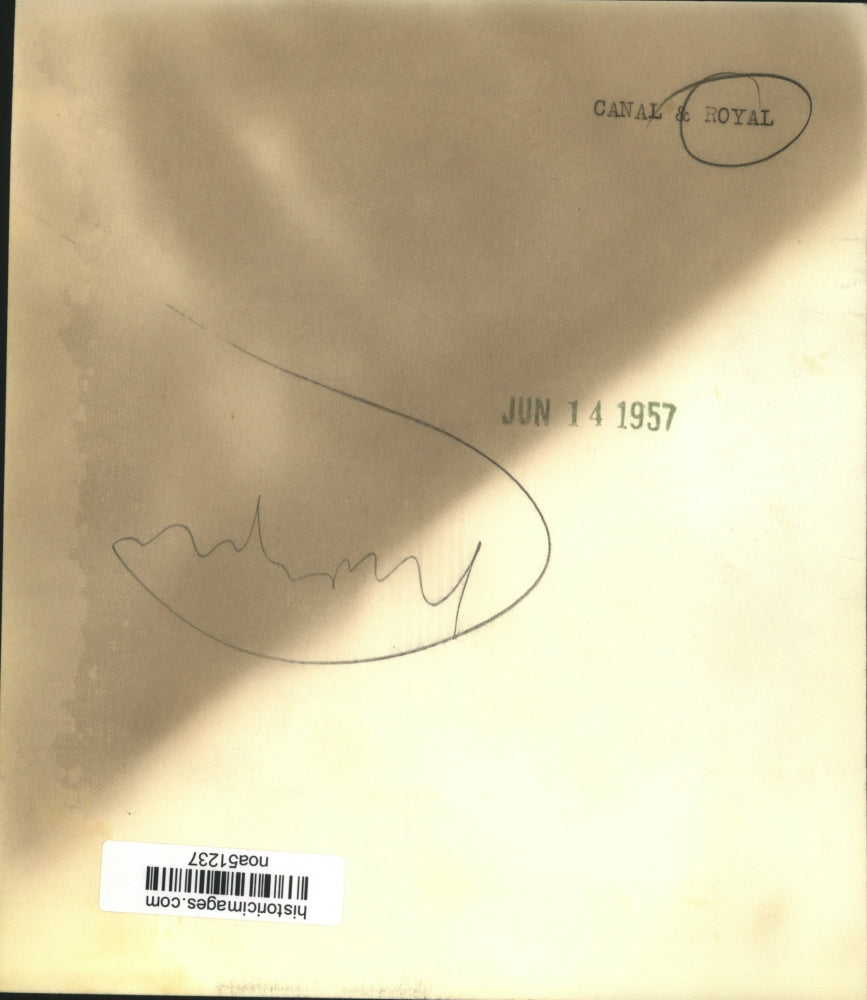 CANAL & ROYAL
JUN 14 1957
historicimages.com
noa51237